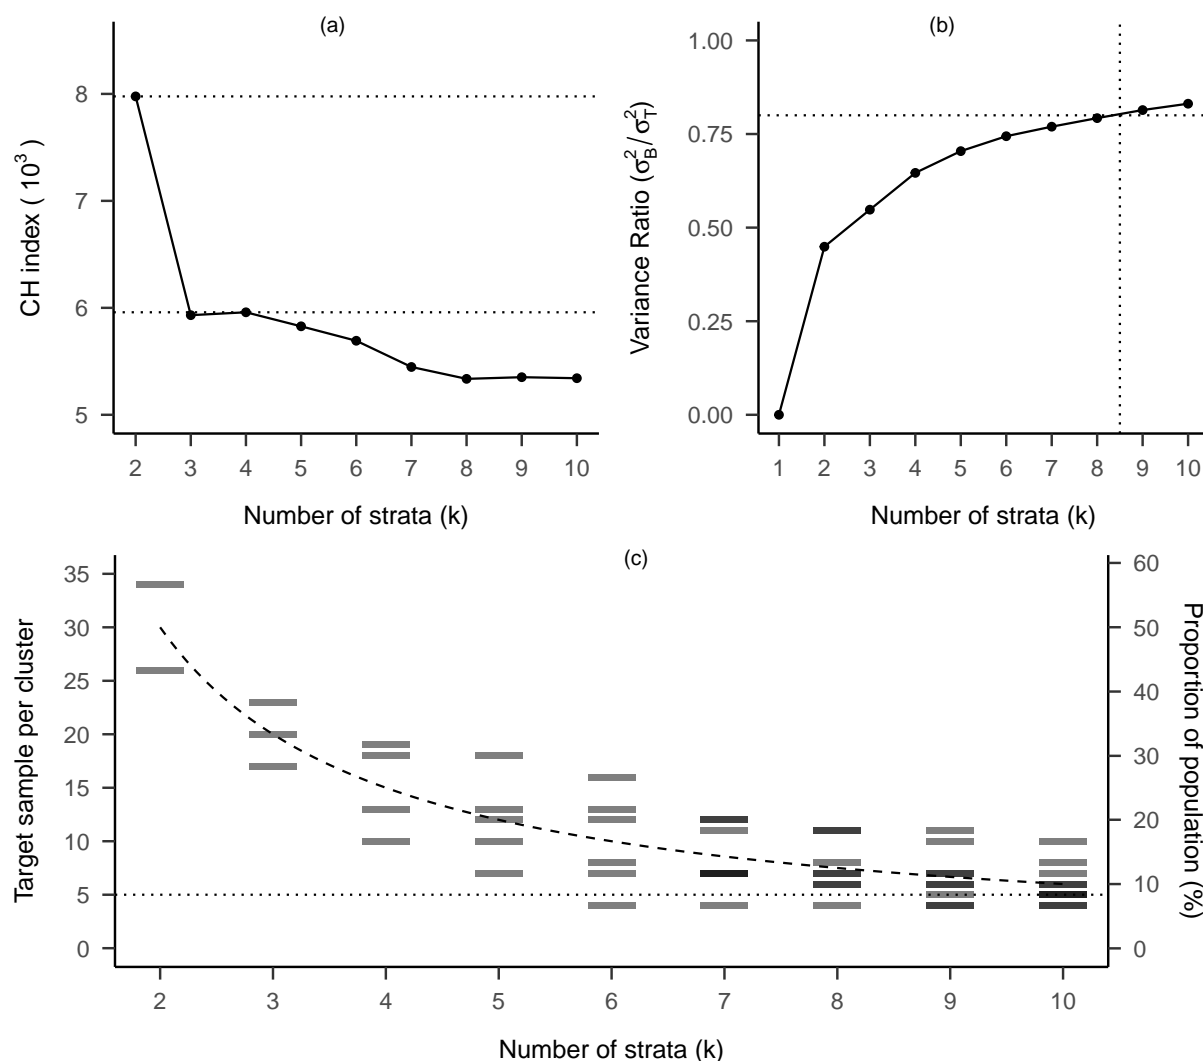 (a)
CH index ( 10³ )
8
7
6
5
2 3 4 5 6 7 8 9 10
Number of strata (k)
(b)
Variance Ratio (σ²_B/σ²_T)
1.00
0.75
0.50
0.25
0.00
1 2 3 4 5 6 7 8 9 10
Number of strata (k)
(c)
Target sample per cluster
35
30
25
20
15
10
5
0
2 3 4 5 6 7 8 9 10
Number of strata (k)
60
50
40
30
20
10
0
Proportion of population (%)